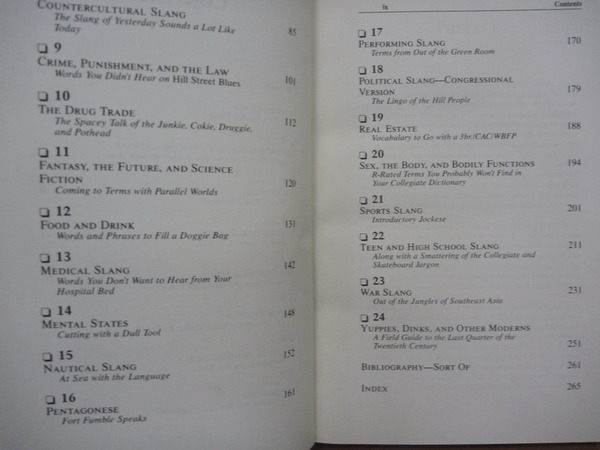 COUNTERCULTURAL SLANG
The Slang of Yesterday Sounds a Lot Like
Today 85
9
CRIME, PUNISHMENT, AND THE LAW
Words You Didn't Hear on Hill Street Blues 101
10
THE DRUG TRADE
The Spacey Talk of the Junkie, Cokie, Druggie,
and Pothead 112
11
FANTASY, THE FUTURE, AND SCIENCE
FICTION
Coming to Terms with Parallel Worlds 120
12
FOOD AND DRINK
Words and Phrases to Fill a Doggie Bag 131
13
MEDICAL SLANG
Words You Don't Want to Hear from Your
Hospital Bed 142
14
MENTAL STATES
Cutting with a Dull Tool 148
15
NAUTICAL SLANG
At Sea with the Language 152
16
PENTAGONESE
Fort Fumble Speaks 161
ix Contents
17
PERFORMING SLANG
Terms from Out of the Green Room 170
18
POLITICAL SLANG—CONGRESSIONAL
VERSION
The Lingo of the Hill People 179
19
REAL ESTATE
Vocabulary to Go with a 3br/CAC/WBFP 188
20
SEX, THE BODY, AND BODILY FUNCTIONS
R-Rated Terms You Probably Won't Find in
Your Collegiate Dictionary 194
21
SPORTS SLANG
Introductory Jockese 201
22
TEEN AND HIGH SCHOOL SLANG
Along with a Smattering of the Collegiate and
Skateboard Jargon 211
23
WAR SLANG
Out of the Jungles of Southeast Asia 231
24
YUPPIES, DINKS, AND OTHER MODERNS
A Field Guide to the Last Quarter of the
Twentieth Century 251
BIBLIOGRAPHY—SORT OF 261
INDEX 265